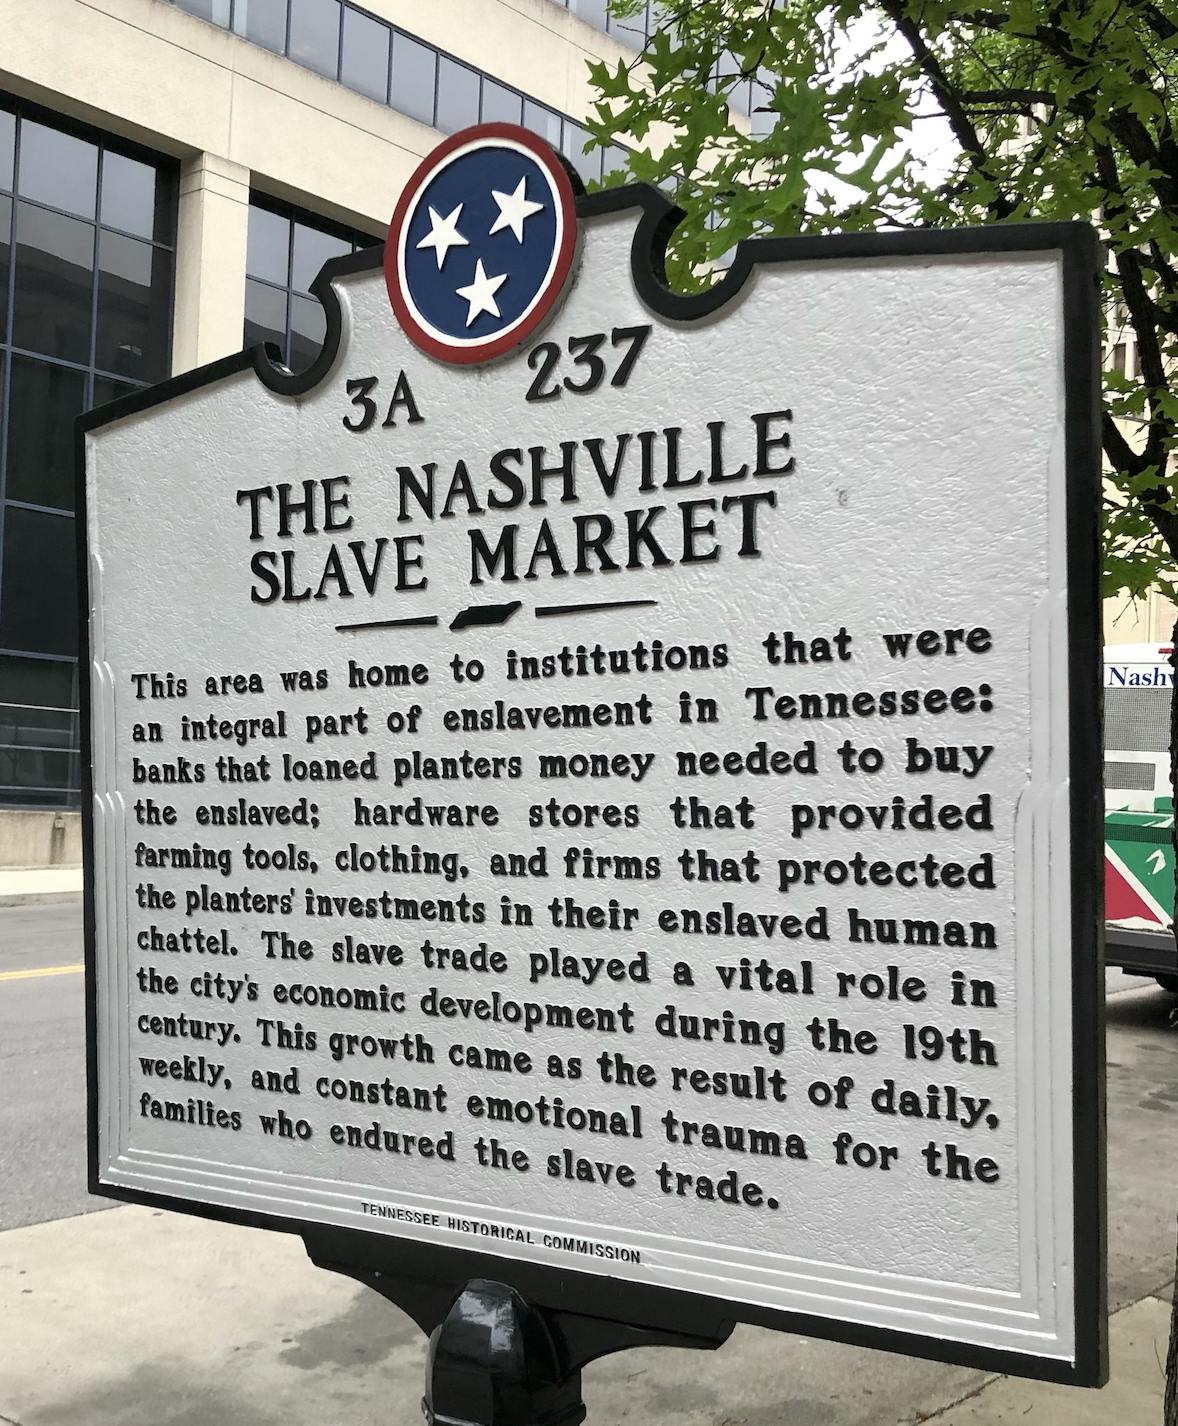 3A 237
THE NASHVILLE
SLAVE MARKET
This area was home to institutions that were
an integral part of enslavement in Tennessee:
banks that loaned planters money needed to buy
the enslaved; hardware stores that provided
farming tools, clothing, and firms that protected
the planters' investments in their enslaved human
chattel. The slave trade played a vital role in
the city's economic development during the 19th
century. This growth came as the result of daily,
weekly, and constant emotional trauma for the
families who endured the slave trade.
TENNESSEE HISTORICAL COMMISSION
Nashv